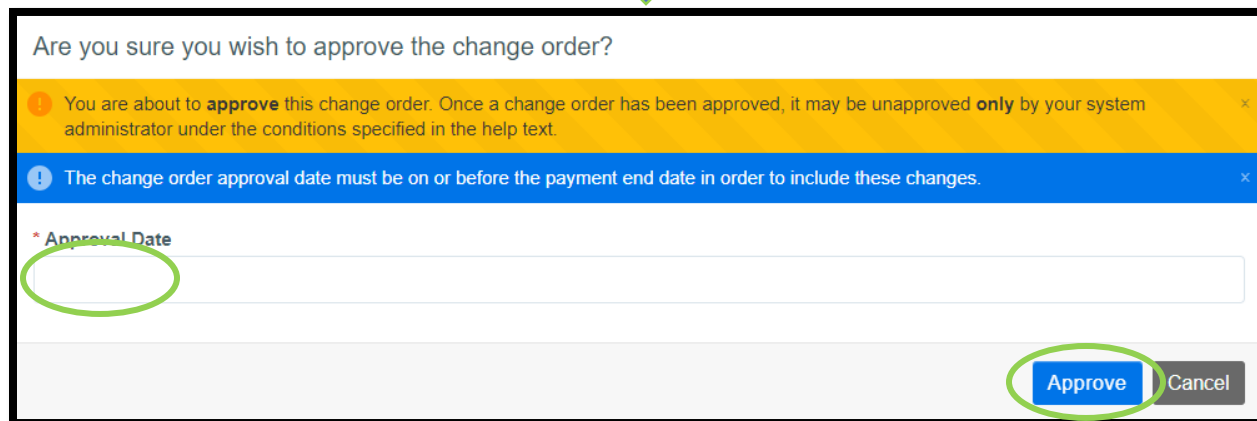 Are you sure you wish to approve the change order?
You are about to approve this change order. Once a change order has been approved, it may be unapproved only by your system
administrator under the conditions specified in the help text.
The change order approval date must be on or before the payment end date in order to include these changes.
* Approval Date
Approve Cancel